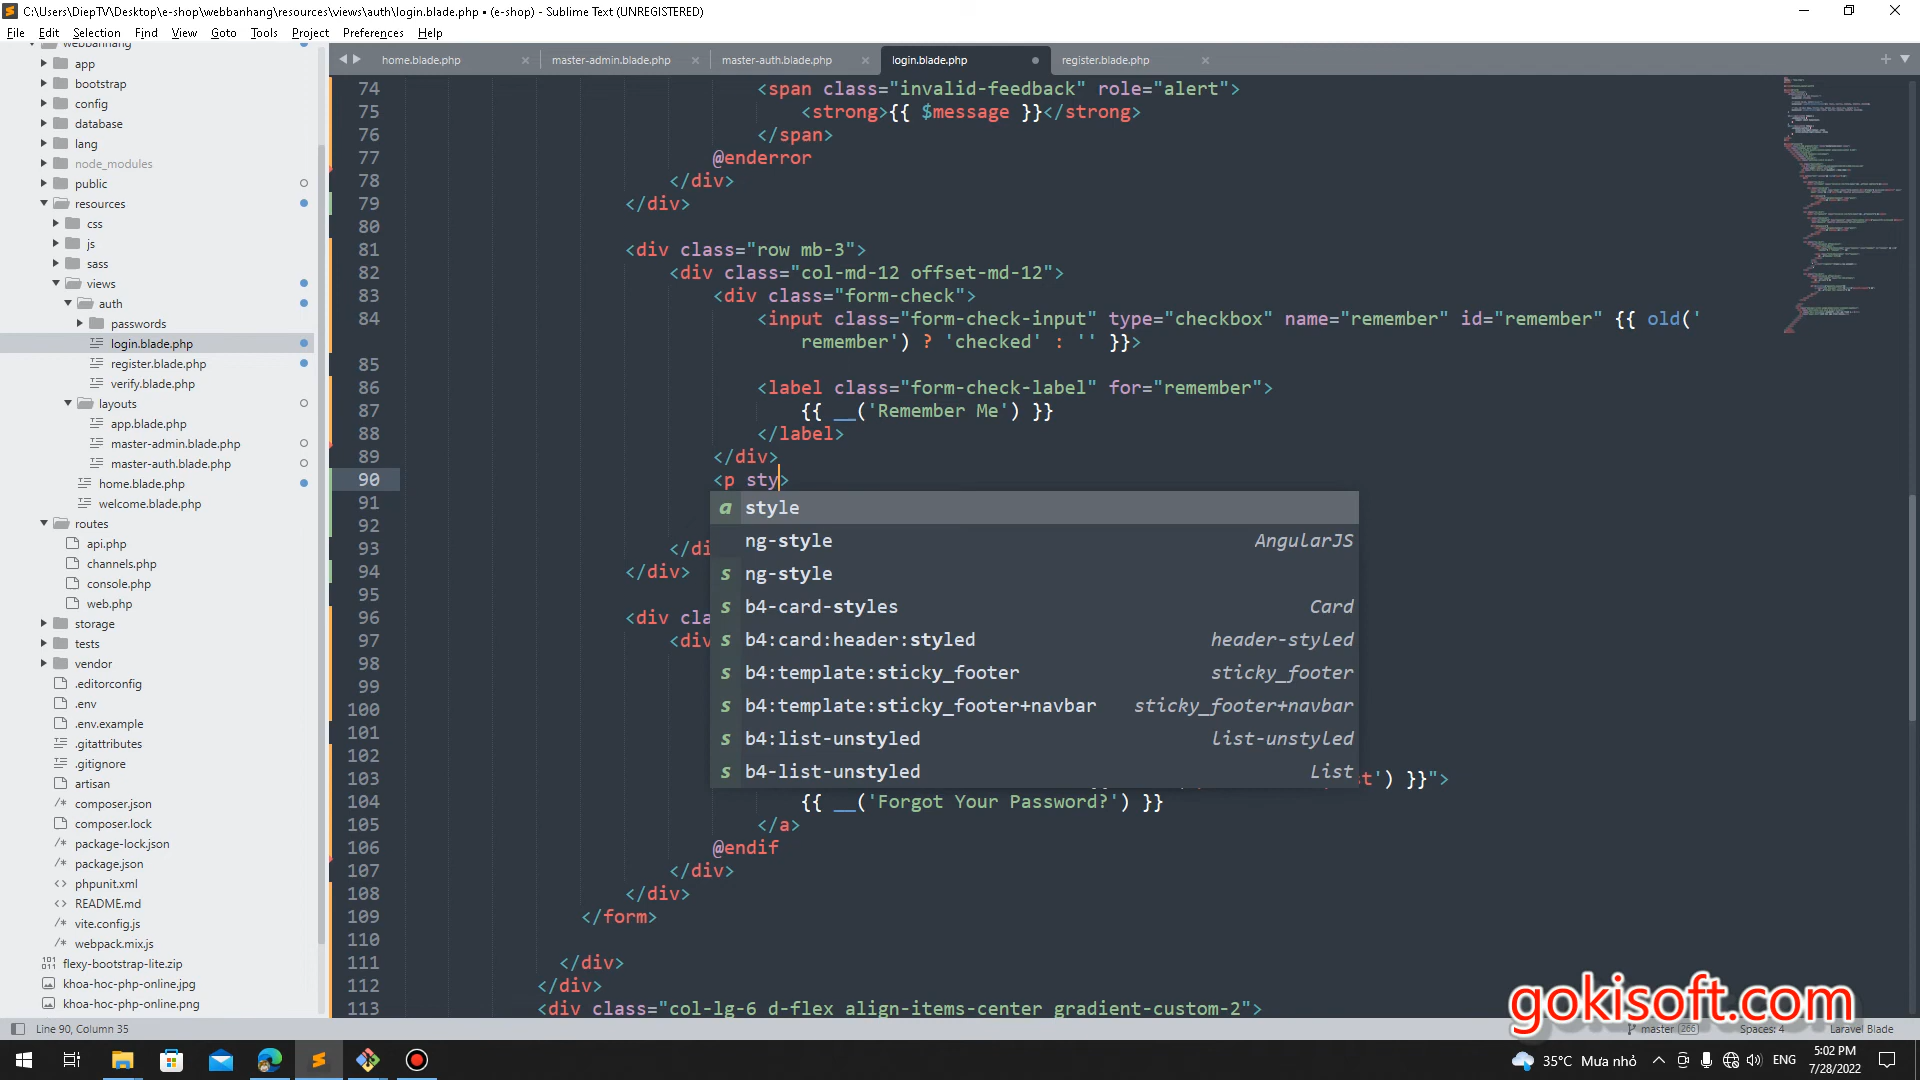 C:\Users\DiepTV\Desktop\e-shop\webbanhang\resources\views\auth\login.blade.php • (e-shop) - Sublime Text (UNREGISTERED)
File Edit Selection Find View Goto Tools Project Preferences Help
home.blade.php master-admin.blade.php master-auth.blade.php login.blade.php register.blade.php
webbanhang
app
bootstrap
config
database
lang
node_modules
public
resources
css
js
sass
views
auth
passwords
login.blade.php
register.blade.php
verify.blade.php
layouts
app.blade.php
master-admin.blade.php
master-auth.blade.php
home.blade.php
welcome.blade.php
routes
api.php
channels.php
console.php
web.php
storage
tests
vendor
.editorconfig
.env
.env.example
.gitattributes
.gitignore
artisan
composer.json
composer.lock
package-lock.json
package.json
phpunit.xml
README.md
vite.config.js
webpack.mix.js
flexy-bootstrap-lite.zip
khoa-hoc-php-online.jpg
khoa-hoc-php-online.png
74 <span class="invalid-feedback" role="alert">
75 <strong>{{ $message }}</strong>
76 </span>
77 @enderror
78 </div>
79 </div>
80
81 <div class="row mb-3">
82 <div class="col-md-12 offset-md-12">
83 <div class="form-check">
84 <input class="form-check-input" type="checkbox" name="remember" id="remember" {{ old('
remember') ? 'checked' : '' }}>
85
86 <label class="form-check-label" for="remember">
87 {{ __('Remember Me') }}
88 </label>
89 </div>
90 <p sty>
91
92
93 </di
94 </div>
95
96 <div cla
97 <div
98
99
100
101
102
103 t') }}">
104 {{ __('Forgot Your Password?') }}
105 </a>
106 @endif
107 </div>
108 </div>
109 </form>
110
111 </div>
112 </div>
113 <div class="col-lg-6 d-flex align-items-center gradient-custom-2">
a style
ng-style AngularJS
s ng-style
s b4-card-styles Card
s b4:card:header:styled header-styled
s b4:template:sticky_footer sticky_footer
s b4:template:sticky_footer+navbar sticky_footer+navbar
s b4:list-unstyled list-unstyled
s b4-list-unstyled List
gokisoft.com
Line 90, Column 35 master 266 Spaces: 4 Laravel Blade
35°C Mưa nhỏ ENG 5:02 PM
7/28/2022